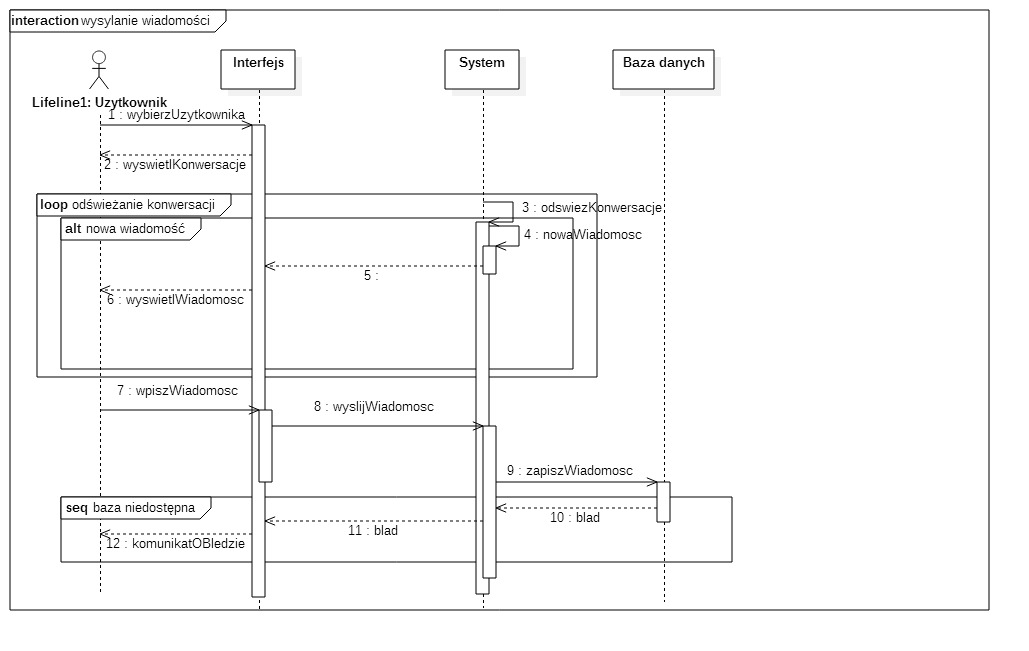 interaction wysylanie wiadomości
Interfejs
System
Baza danych
Lifeline1: Uzytkownik
1 : wybierzUzytkownika
2 : wyswietlKonwersacje
loop odświeżanie konwersacji
3 : odswiezKonwersacje
alt nowa wiadomość
4 : nowaWiadomosc
5 :
6 : wyswietlWiadomosc
7 : wpiszWiadomosc
8 : wyslijWiadomosc
9 : zapiszWiadomosc
seq baza niedostępna
10 : blad
11 : blad
12 : komunikatOBledzie